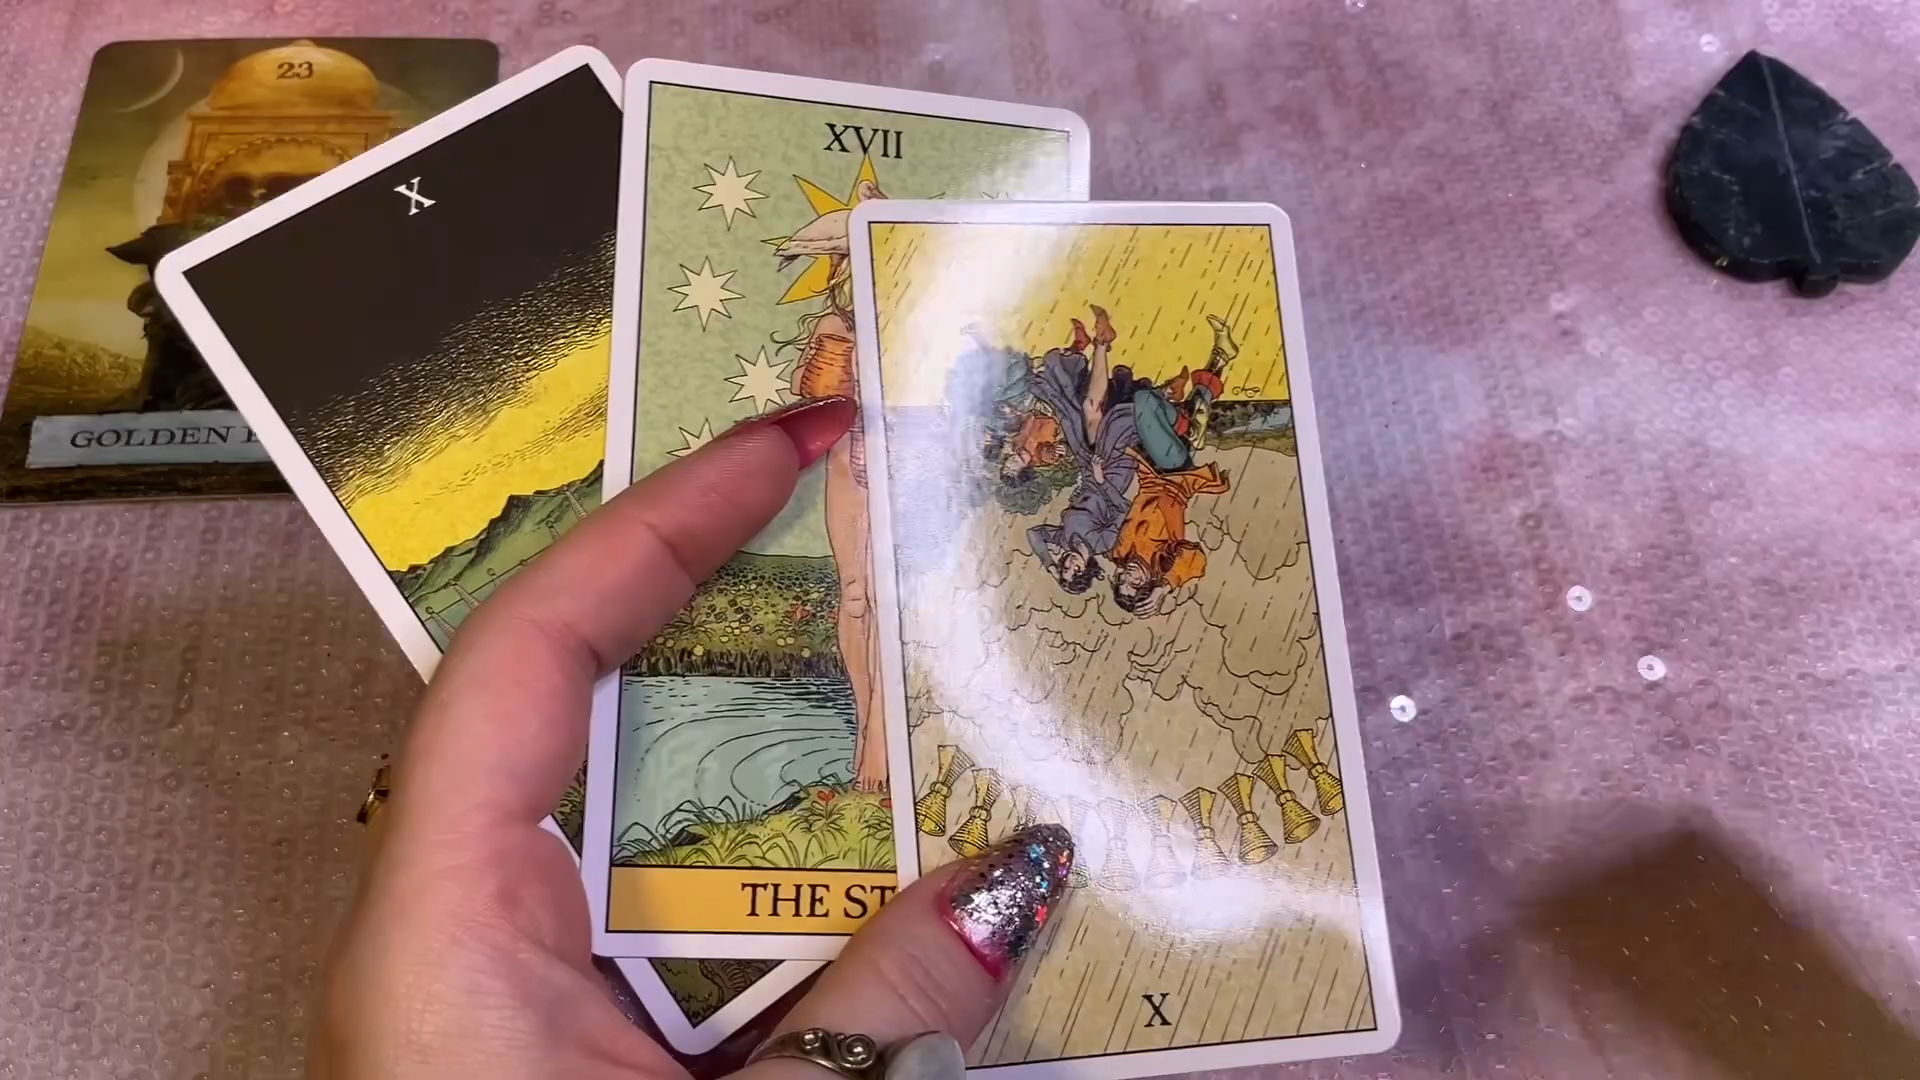 23
GOLDEN
X
XVII
THE ST
X